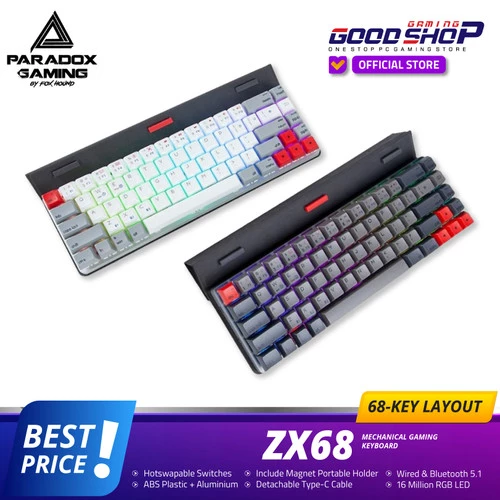 PARADOX
GAMING
BY FOX HOUND
GAMING
GOODSHOP
ONE STOP PC GAMING STORE
OFFICIAL STORE
68-KEY LAYOUT
BEST
PRICE!
ZX68
MECHANICAL GAMING
KEYBOARD
• Hotswapable Switches
• Include Magnet Portable Holder
• Wired & Bluetooth 5.1
• ABS Plastic + Aluminium
• Detachable Type-C Cable
• 16 Million RGB LED